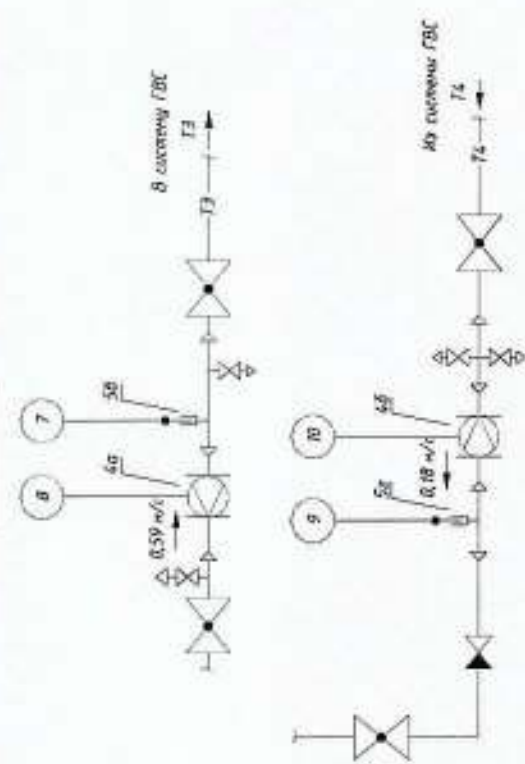 В систему ГВС
Т3
Т3
7
5в
8
4а
0,59 м/с
Из системы ГВС
Т4
Т4
10
4б
0,18 м/с
9
5г